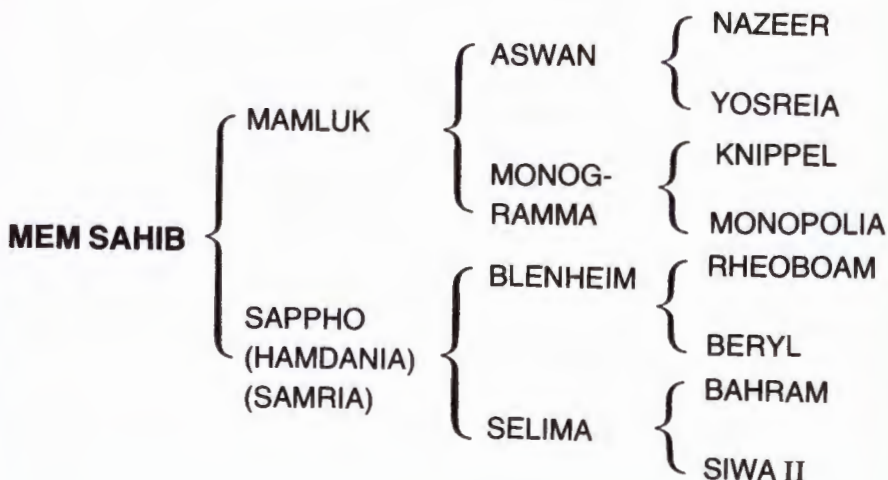 NAZEER
ASWAN
YOSREIA
MAMLUK
KNIPPEL
MONOG-
RAMMA
MONOPOLIA
MEM SAHIB
RHEOBOAM
BLENHEIM
SAPPHO
(HAMDANIA)
(SAMRIA)
BERYL
BAHRAM
SELIMA
SIWA II